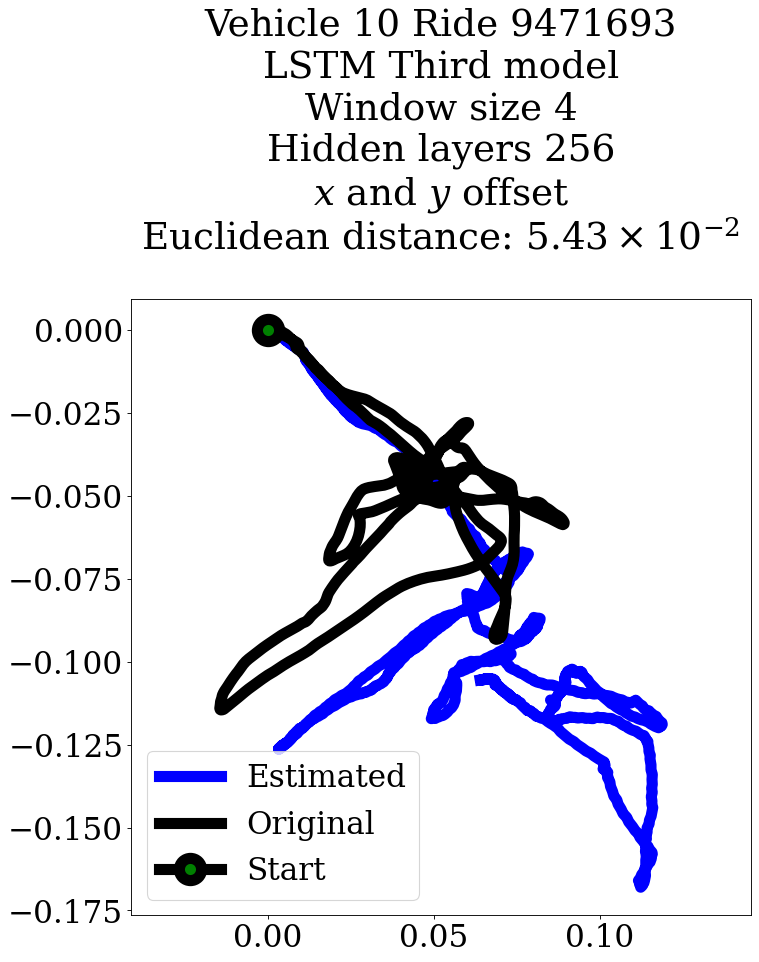 Vehicle 10 Ride 9471693
LSTM Third model
Window size 4
Hidden layers 256
x and y offset
Euclidean distance: 5.43 × 10⁻²
0.000
−0.025
−0.050
−0.075
−0.100
−0.125
−0.150
−0.175
Estimated
Original
Start
0.00 0.05 0.10